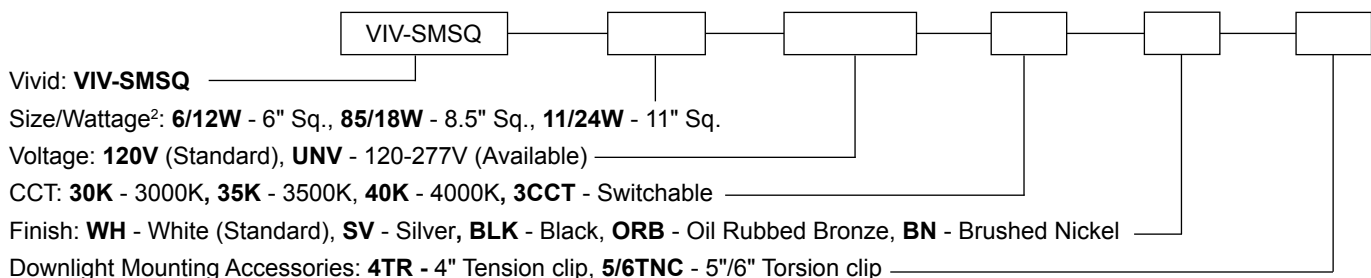 VIV-SMSQ
Vivid: VIV-SMSQ
Size/Wattage²: 6/12W - 6" Sq., 85/18W - 8.5" Sq., 11/24W - 11" Sq.
Voltage: 120V (Standard), UNV - 120-277V (Available)
CCT: 30K - 3000K, 35K - 3500K, 40K - 4000K, 3CCT - Switchable
Finish: WH - White (Standard), SV - Silver, BLK - Black, ORB - Oil Rubbed Bronze, BN - Brushed Nickel
Downlight Mounting Accessories: 4TR - 4" Tension clip, 5/6TNC - 5"/6" Torsion clip